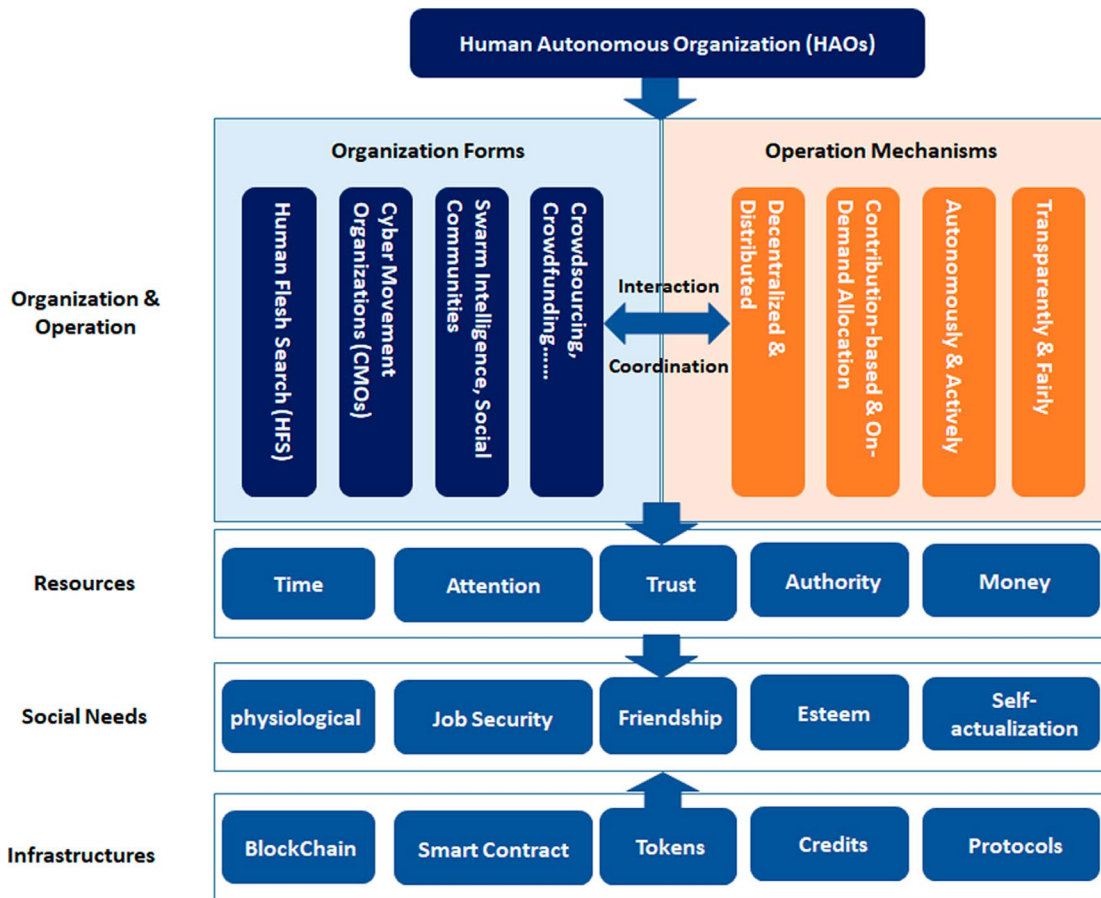 Human Autonomous Organization (HAOs)
Organization Forms
Operation Mechanisms
Organization &
Operation
Human Flesh Search (HFS)
Cyber Movement
Organizations (CMOs)
Swarm Intelligence, Social
Communities
Crowdsourcing,
Crowdfunding……
Interaction
Coordination
Decentralized &
Distributed
Contribution-based & On-
Demand Allocation
Autonomously & Actively
Transparently & Fairly
Resources
Time
Attention
Trust
Authority
Money
Social Needs
physiological
Job Security
Friendship
Esteem
Self-
actualization
Infrastructures
BlockChain
Smart Contract
Tokens
Credits
Protocols